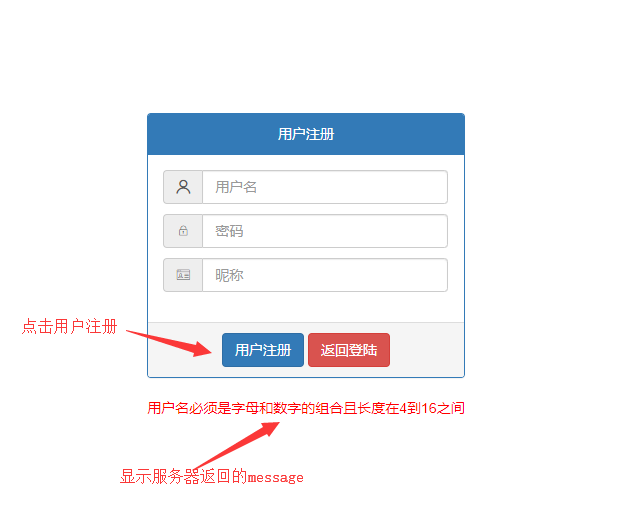 用户注册
用户名
密码
昵称
点击用户注册
用户注册 返回登陆
用户名必须是字母和数字的组合且长度在4到16之间
显示服务器返回的message